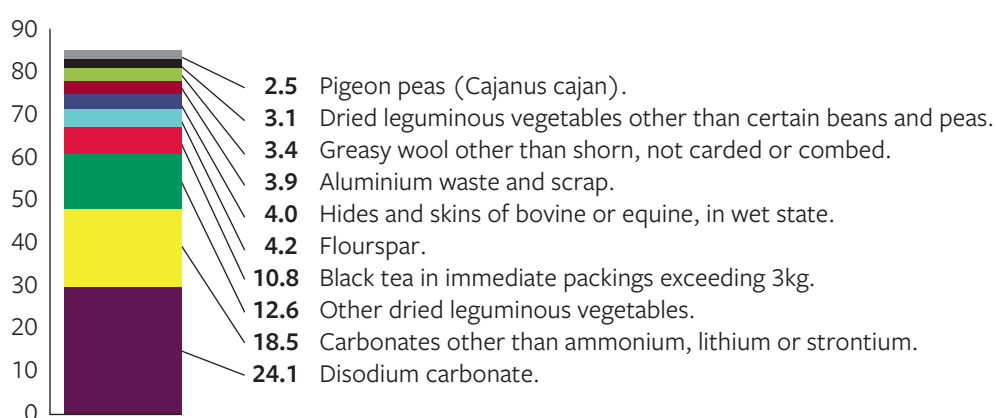 90
80
70
60
50
40
30
20
10
0
2.5 Pigeon peas (Cajanus cajan).
3.1 Dried leguminous vegetables other than certain beans and peas.
3.4 Greasy wool other than shorn, not carded or combed.
3.9 Aluminium waste and scrap.
4.0 Hides and skins of bovine or equine, in wet state.
4.2 Flourspar.
10.8 Black tea in immediate packings exceeding 3kg.
12.6 Other dried leguminous vegetables.
18.5 Carbonates other than ammonium, lithium or strontium.
24.1 Disodium carbonate.